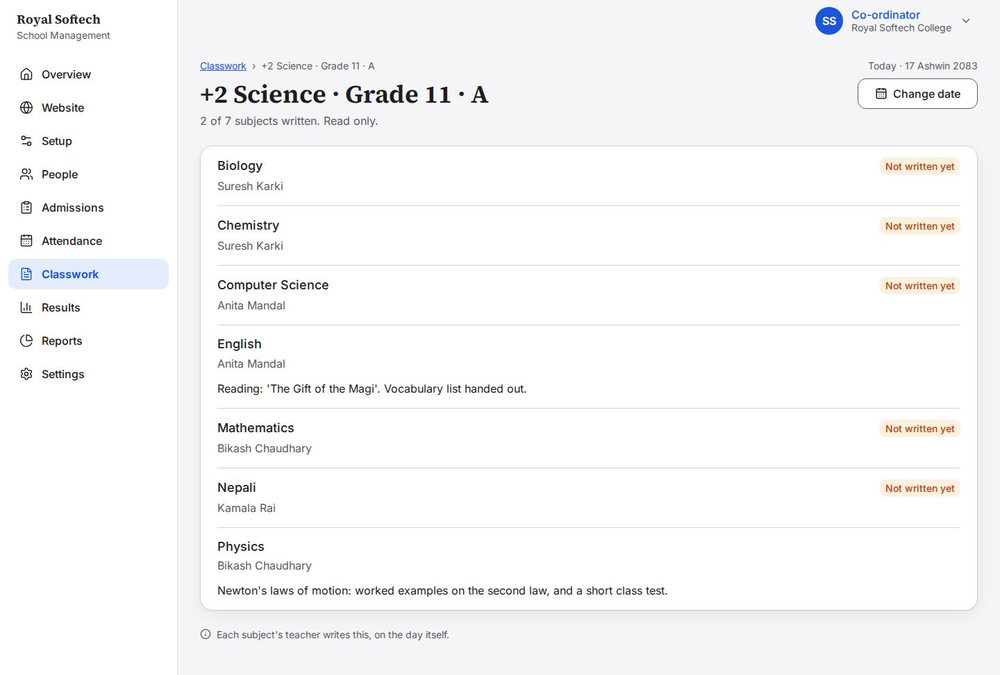 Royal Softech
School Management
Overview
Website
Setup
People
Admissions
Attendance
Classwork
Results
Reports
Settings
SS
Co-ordinator
Royal Softech College
Classwork › +2 Science · Grade 11 · A
Today · 17 Ashwin 2083
+2 Science · Grade 11 · A
Change date
2 of 7 subjects written. Read only.
Biology
Not written yet
Suresh Karki
Chemistry
Not written yet
Suresh Karki
Computer Science
Not written yet
Anita Mandal
English
Anita Mandal
Reading: 'The Gift of the Magi'. Vocabulary list handed out.
Mathematics
Not written yet
Bikash Chaudhary
Nepali
Not written yet
Kamala Rai
Physics
Bikash Chaudhary
Newton's laws of motion: worked examples on the second law, and a short class test.
Each subject's teacher writes this, on the day itself.